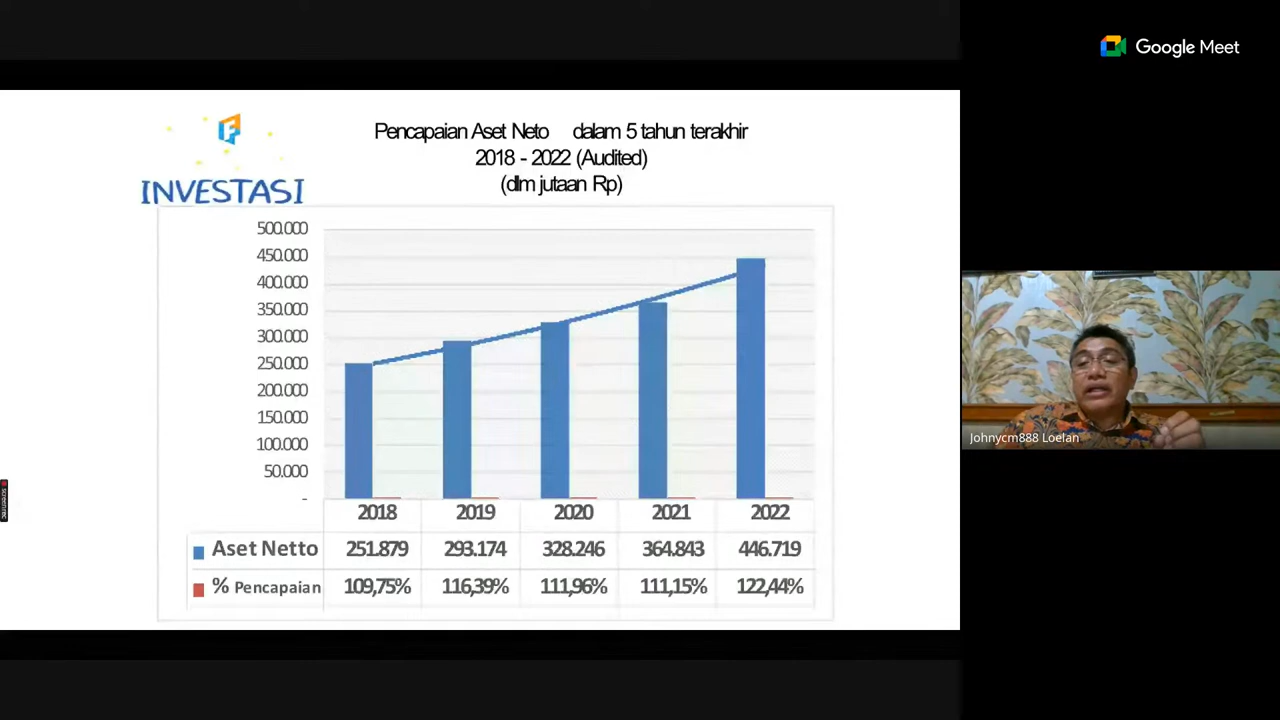 Google Meet
Pencapaian Aset Neto dalam 5 tahun terakhir
2018 - 2022 (Audited)
(dlm jutaan Rp)
INVESTASI
500.000
450.000
400.000
350.000
300.000
250.000
200.000
150.000
100.000
50.000
-
2018 2019 2020 2021 2022
Aset Netto 251.879 293.174 328.246 364.843 446.719
% Pencapaian 109,75% 116,39% 111,96% 111,15% 122,44%
Johnycm888 Loelan